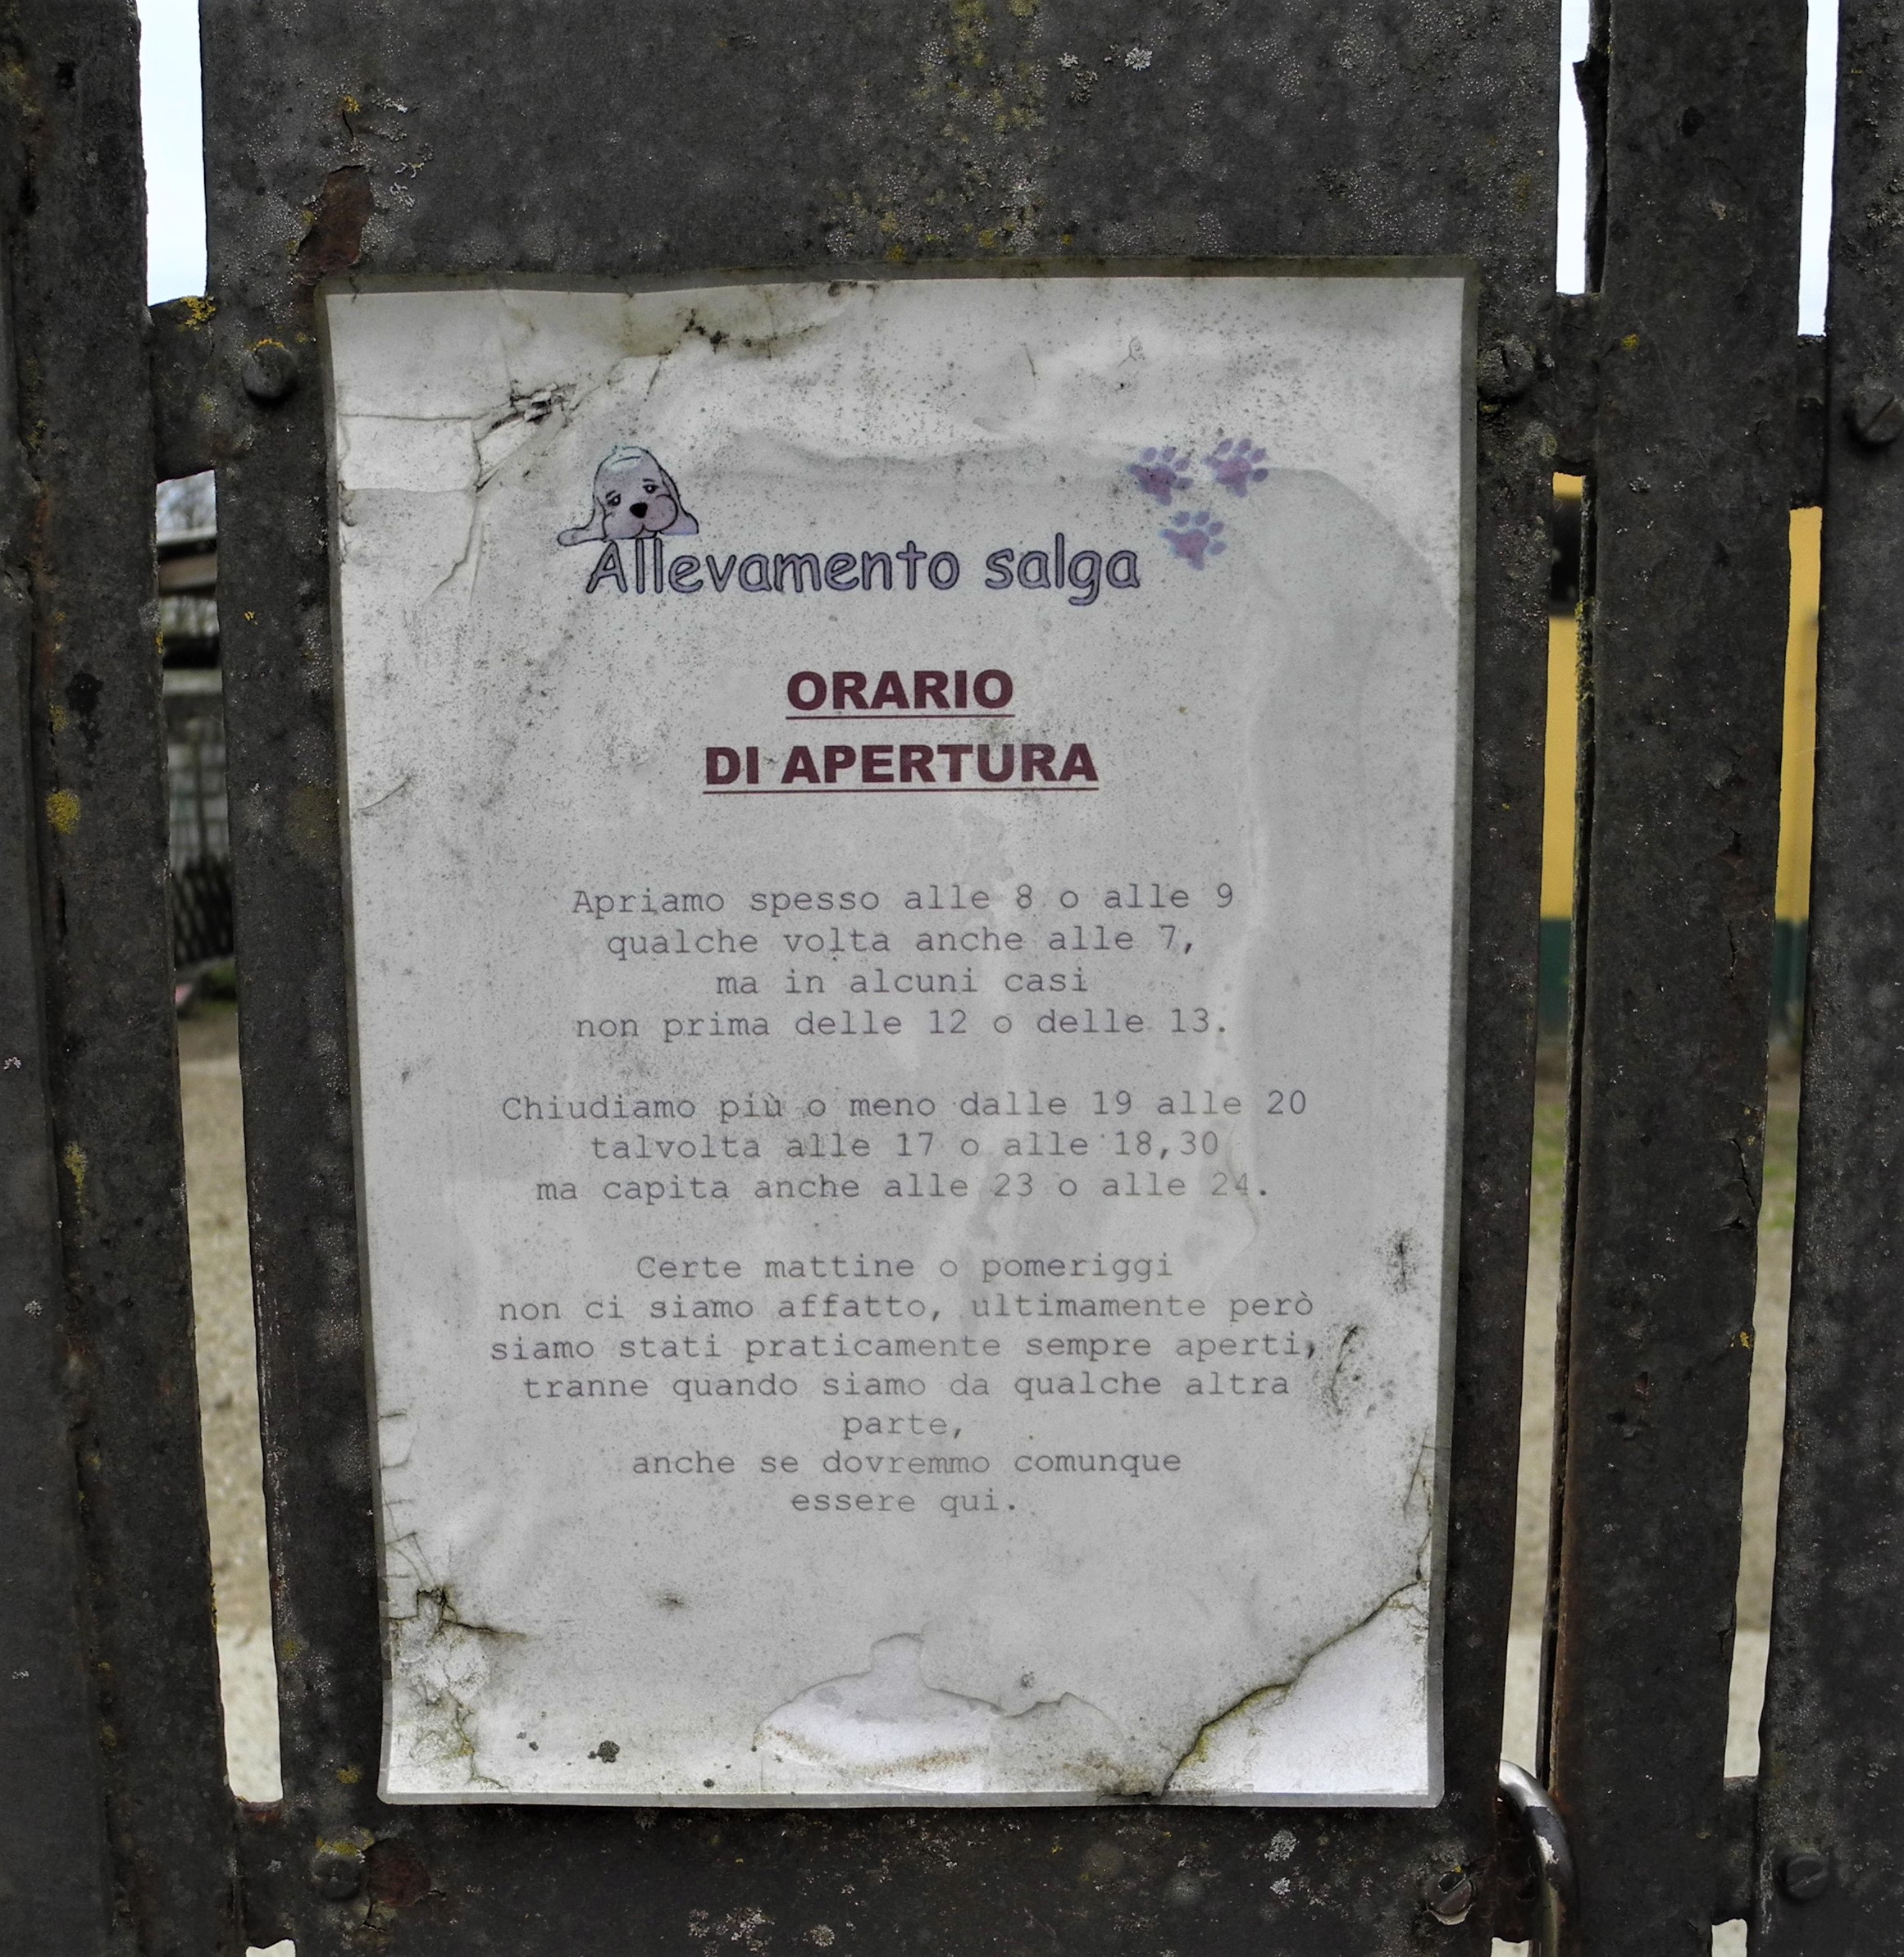 Allevamento salga
ORARIO
DI APERTURA
Apriamo spesso alle 8 o alle 9
qualche volta anche alle 7,
ma in alcuni casi
non prima delle 12 o delle 13.
Chiudiamo più o meno dalle 19 alle 20
talvolta alle 17 o alle 18,30
ma capita anche alle 23 o alle 24.
Certe mattine o pomeriggi
non ci siamo affatto, ultimamente però
siamo stati praticamente sempre aperti,
tranne quando siamo da qualche altra
parte,
anche se dovremmo comunque
essere qui.